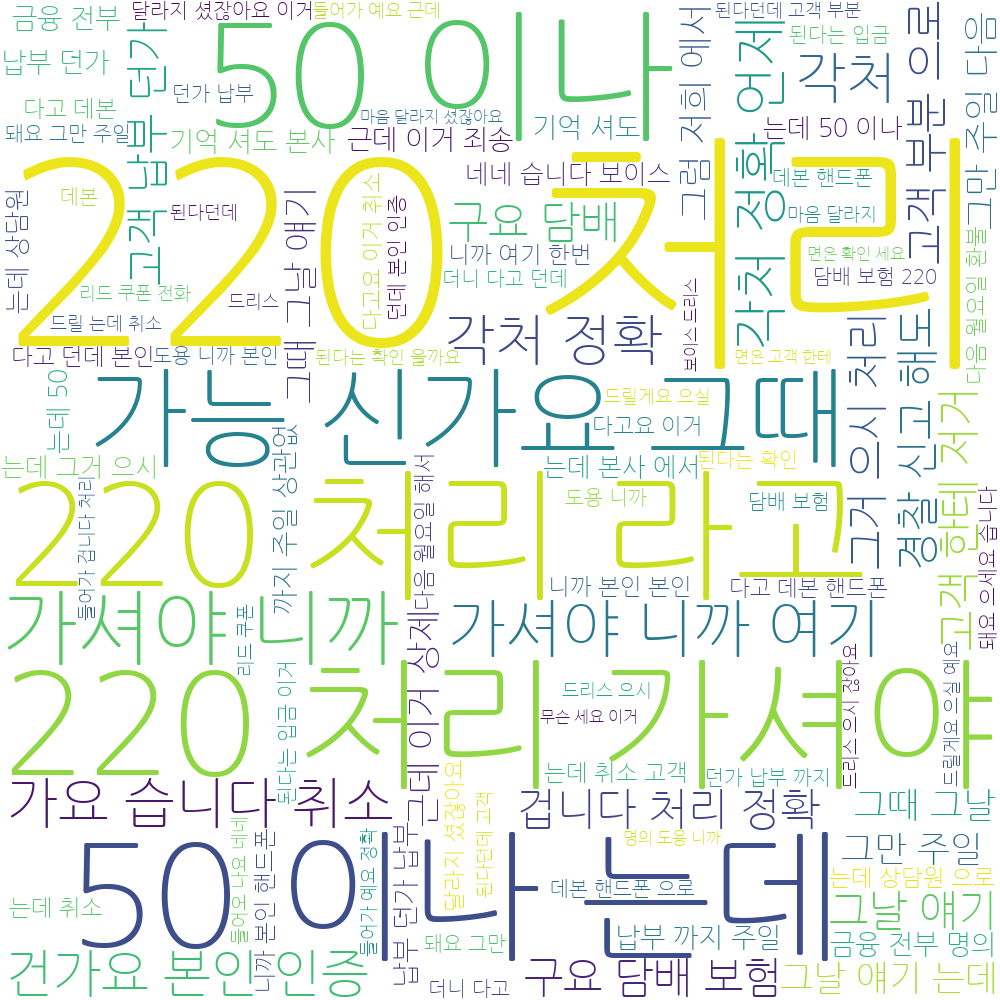 금융 전부
달라지 셨잖아요 이거
들어가 예요 근데
50 이나
된다던데 고객 부분
된다는 입금
각처
납부 던가
다고 데본
던가 납부
마음 달라지 셨잖아요
돼요 그만 주일
기억 셔도 본사
근데 이거 죄송
기억 셔도
는데 50 이나
고객 납부 던가
그럼 저희 에서
각처 정확 언제
고객 부분 으로
그만 주일 다음
220 처리
네네 습니다 보이스
데본 핸드폰
데본
된다던데
구요 담배
마음 달라지
는데 상담원
그때 그날 얘기
다고요 이거 취소
던데 본인 인증
니까 여기 한번
면은 확인 세요
더니 다고 던데
담배 보험 220
리드 쿠폰 전화
드리스
드릴 는데 취소
각처 정확
보이스 드리스
다음 월요일 환불
다고 던데 본인
도용 니까 본인
된다는 확인 을까요
면은 고객 한테
가능 신가요 그때
는데 50
드릴게요 으실
다고요 이거
그거 으시 처리
경찰 신고 해도
고객 한테 저거
는데 그거 으시
는데 본사 에서
된다는 확인
까지 주일 상관없
220 처리 라고
도용 니까
담배 보험
들어가 겁니다 처리
다음 월요일 해서
돼요 으세요 습니다
니까 본인 본인
다고 데본 핸드폰
가셔야 니까
가셔야 니까 여기
리드 쿠폰
근데 이거 상제
220 처리 가셔야
된다는 입금 이거
드리스 으시
무슨 세요 이거
드리스 으시 잖아요
드릴게요 으실 예요
는데 취소 고객
던가 납부 까지
가요 습니다 취소
겁니다 처리 정확
그때 그날
달라지 셨잖아여
된다던데 고객
들어오 나요 네네
니까 본인 핸드폰
들어가 예요 정확
납부 던가 납부
50 이나 는데
명의 도용 니까
그만 주일
는데 상담원 으로
데본 핸드폰 으로
는데 취소
그날 얘기
납부 까지 주일
돼요 그만
금융 전부 명의
건가요 본인 인증
더니 다고
구요 담배 보험
그날 얘기 는데